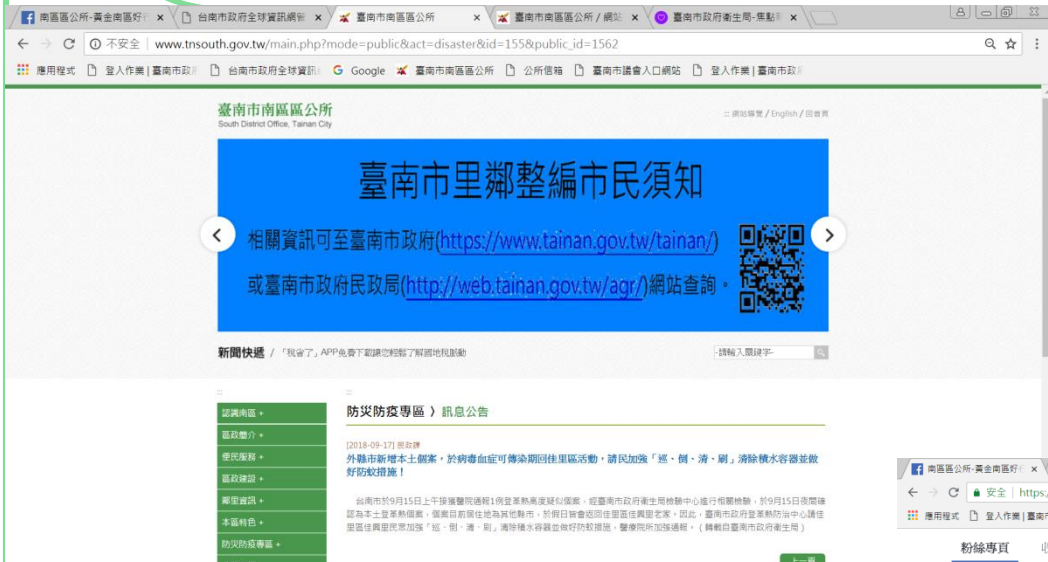 南區區公所-黃金南區好
台南市政府全球資訊網
臺南市南區區公所
臺南市南區區公所 / 網站
臺南市政府衛生局-焦點
不安全 | www.tnsouth.gov.tw/main.php?mode=public&act=disaster&id=155&public_id=1562
應用程式 登入作業|臺南市政 台南市政府全球資訊 Google 臺南市南區區公所 公所信箱 臺南市議會入口網站 登入作業|臺南市政
臺南市南區區公所
South District Office, Tainan City
::: 網站導覽 / English / 回首頁
臺南市里鄰整編市民須知
相關資訊可至臺南市政府(https://www.tainan.gov.tw/tainan/)
或臺南市政府民政局(http://web.tainan.gov.tw/agr/)網站查詢。
新聞快遞 / 「稅省了」APP免費下載讓您輕鬆了解國地稅脈動
-請輸入關鍵字-
認識南區 +
區政簡介 +
便民服務 +
區政建設 +
鄰里資訊 +
本區特色 +
防災防疫專區 +
防災防疫專區 〉訊息公告
[2018-09-17] 民政課
外縣市新增本土個案，於病毒血症可傳染期回佳里區活動，請民加強「巡、倒、清、刷」清除積水容器並做
好防蚊措施！
台南市於9月15日上午接獲醫院通報1例登革熱高度疑似個案，經臺南市政府衛生局檢驗中心進行相關檢驗，於9月15日夜間確
認為本土登革熱個案，個案目前居住地為其他縣市，於假日皆會返回佳里區佳興里老家。因此，臺南市政府登革熱防治中心請佳
里區佳興里民眾加強「巡、倒、清、刷」清除積水容器並做好防蚊措施，醫療院所加強通報。(轉載自臺南市政府衛生局)
上一頁
南區區公所-黃金南區好
安全 | https:/
應用程式 登入作業|臺南市
粉絲專頁